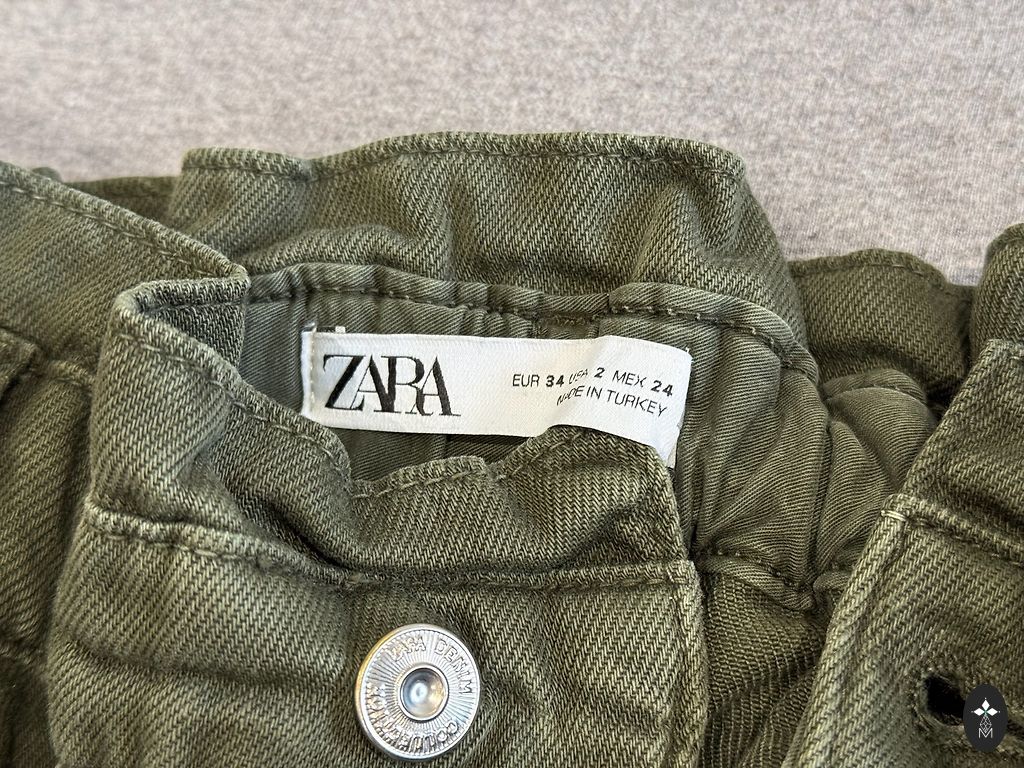 ZARA
EUR 34 USA 2 MEX 24
MADE IN TURKEY
ZARA DENIM
COLLECTION
M